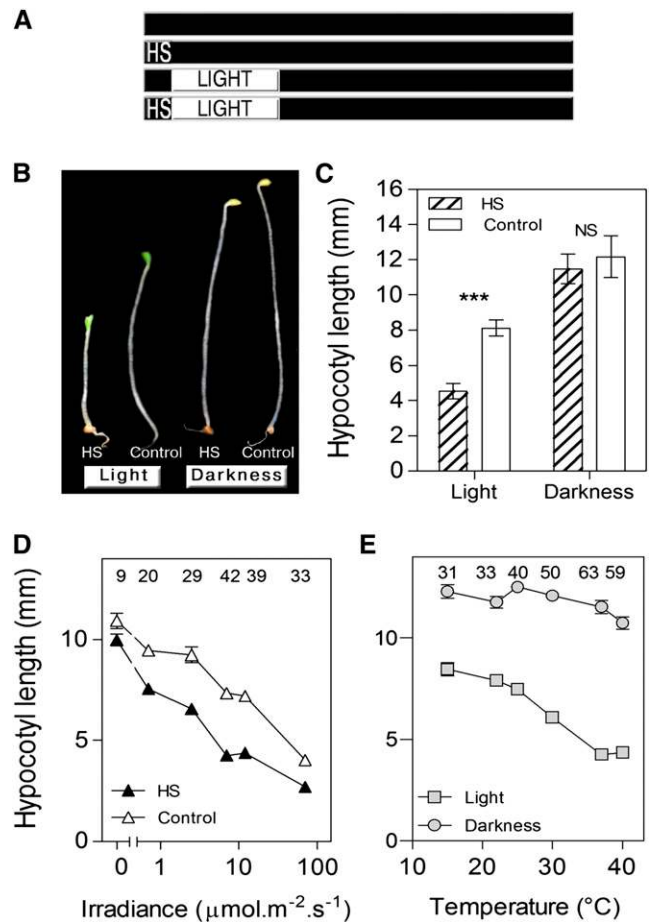 A
HS
LIGHT
HS LIGHT
B
HS Control HS Control
Light Darkness
C
Hypocotyl length (mm)
16
14
12
10
8
6
4
2
0
HS
Control
***
NS
Light Darkness
D
Hypocotyl length (mm)
9 20 29 42 39 33
10
5
0
HS
Control
0 1 10 100
Irradiance (μmol.m-2.s-1)
E
31 33 40 50 63 59
10
5
0
Light
Darkness
10 20 30 40
Temperature (°C)